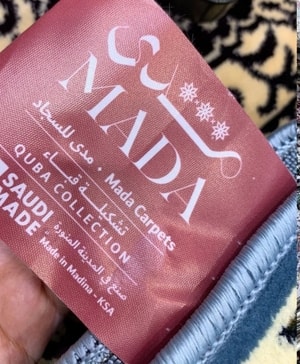 مدى
MADA
مدى للسجاد . Mada Carpets
تشكيلة قباء
QUBA COLLECTION
SAUDI
MADE
صنع في المدينة المنورة
Made in Madina - KSA